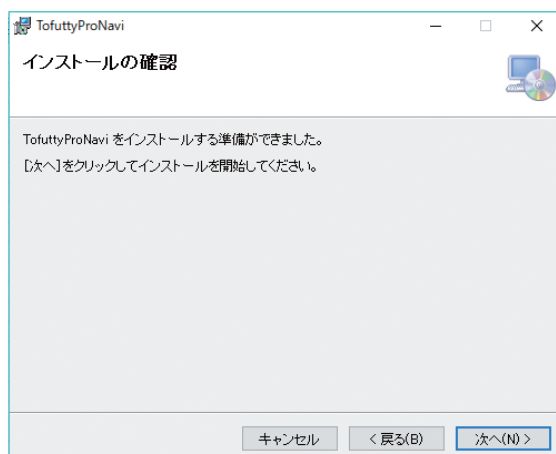 TofuttyProNavi
インストールの確認
TofuttyProNavi をインストールする準備ができました。
[次へ]をクリックしてインストールを開始してください。
キャンセル
< 戻る(B)
次へ(N) >